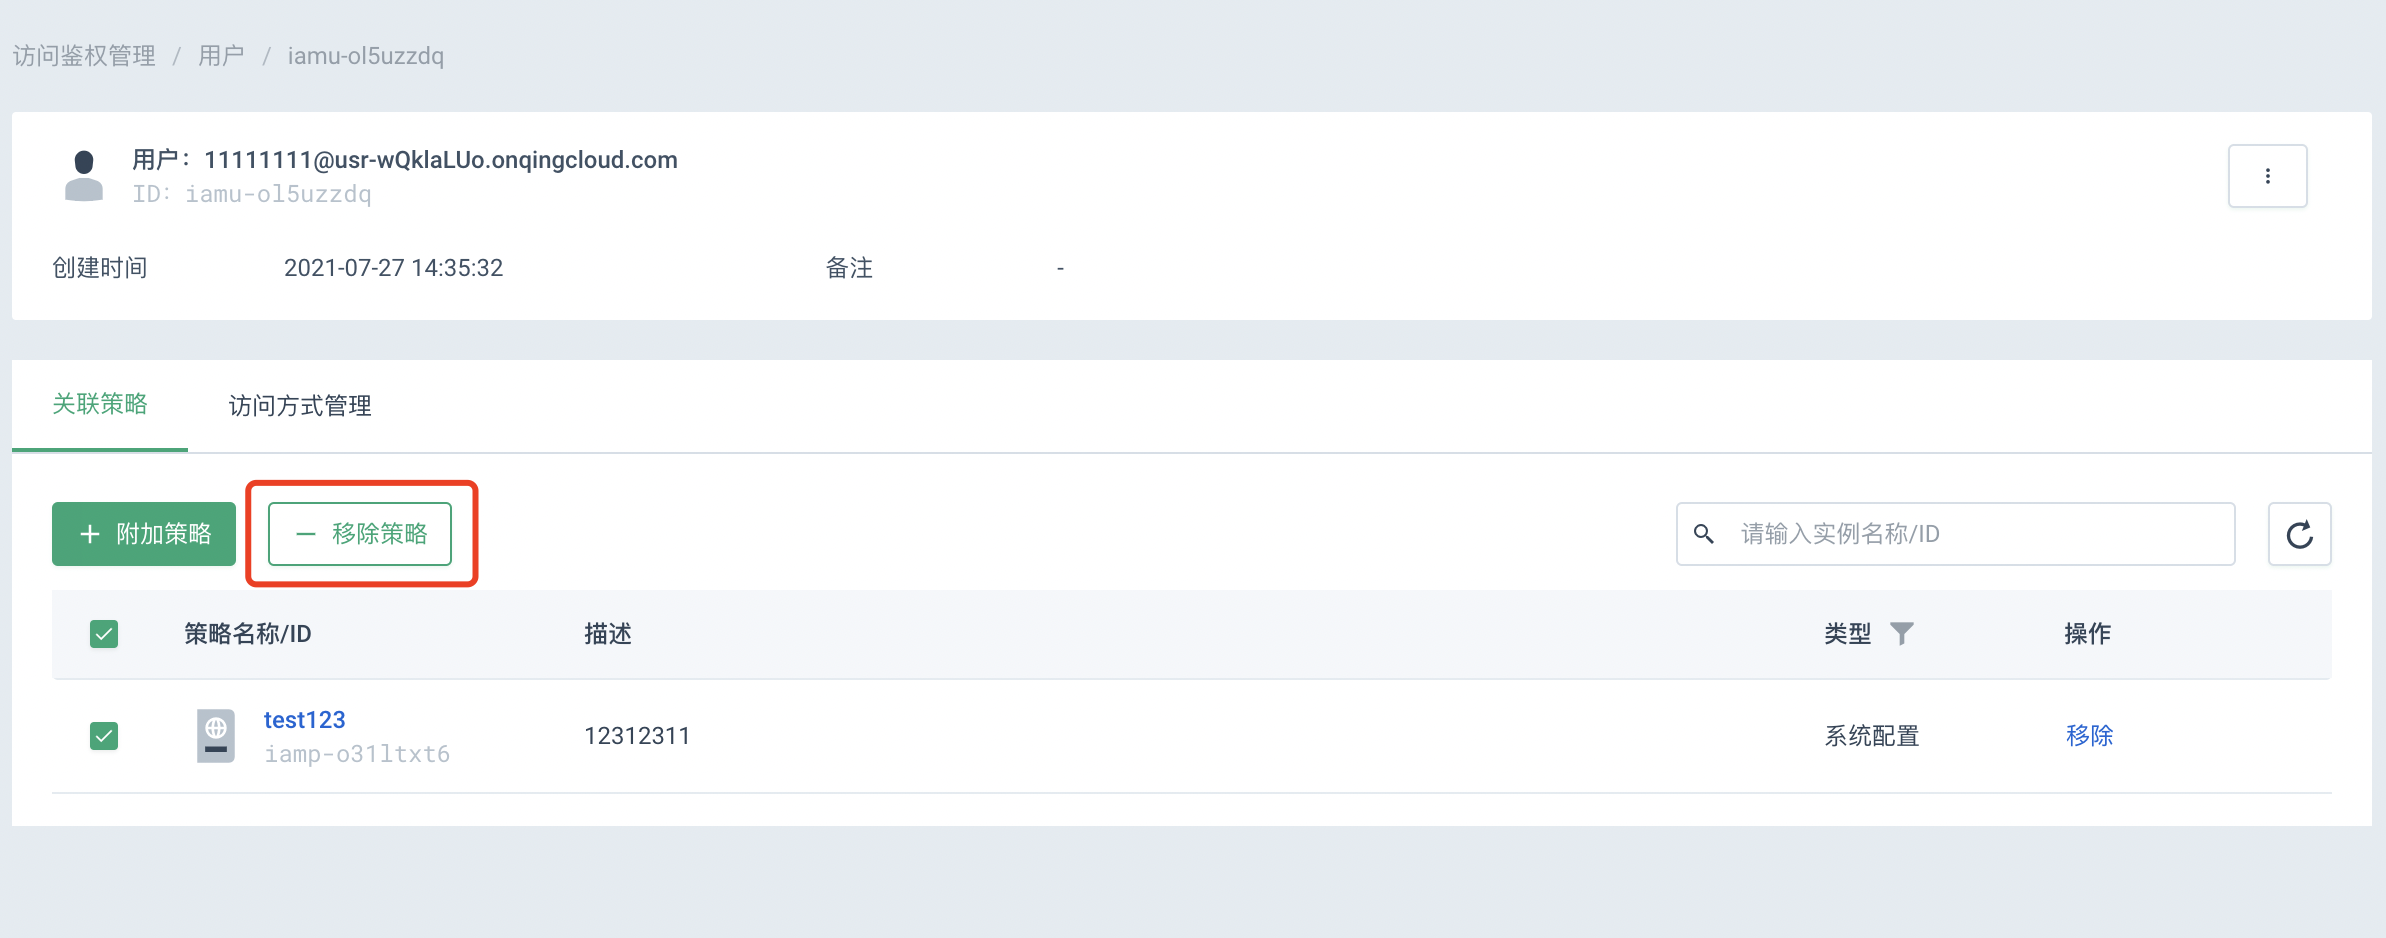 访问鉴权管理 / 用户 / iamu-ol5uzzdq
用户：11111111@usr-wQklaLUo.onqingcloud.com
ID: iamu-ol5uzzdq
创建时间 2021-07-27 14:35:32 备注 -
关联策略 访问方式管理
附加策略 移除策略 请输入实例名称/ID
策略名称/ID 描述 类型 操作
test123
iamp-o31ltxt6
12312311 系统配置 移除